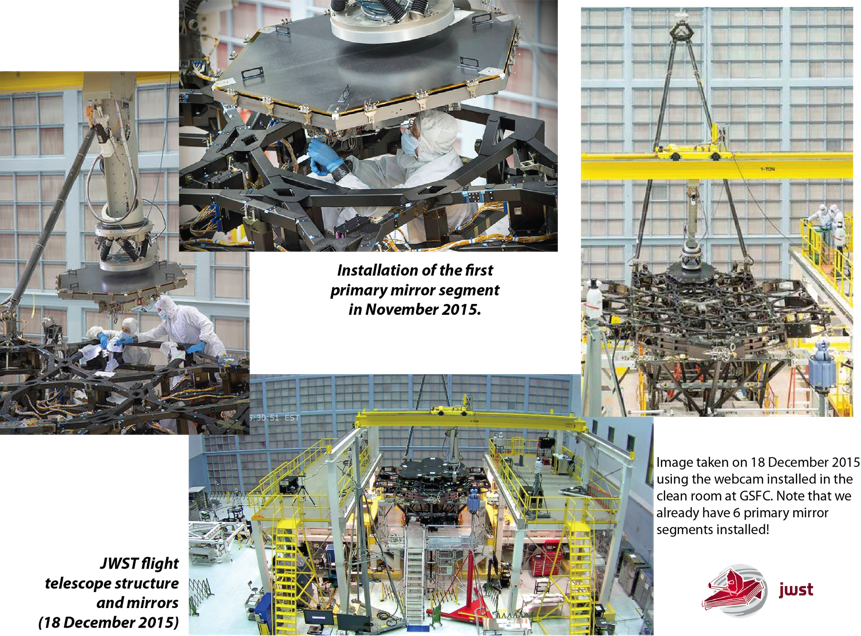 1-TON
Installation of the first
primary mirror segment
in November 2015.
Image taken on 18 December 2015
using the webcam installed in the
clean room at GSFC. Note that we
already have 6 primary mirror
segments installed!
JWST flight
telescope structure
and mirrors
(18 December 2015)
jwst